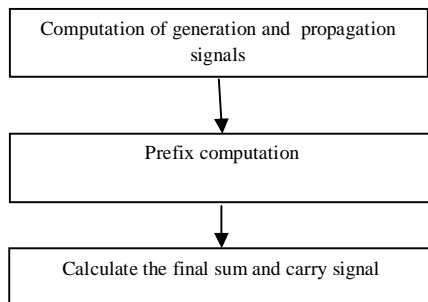 Computation of generation and propagation
signals
Prefix computation
Calculate the final sum and carry signal